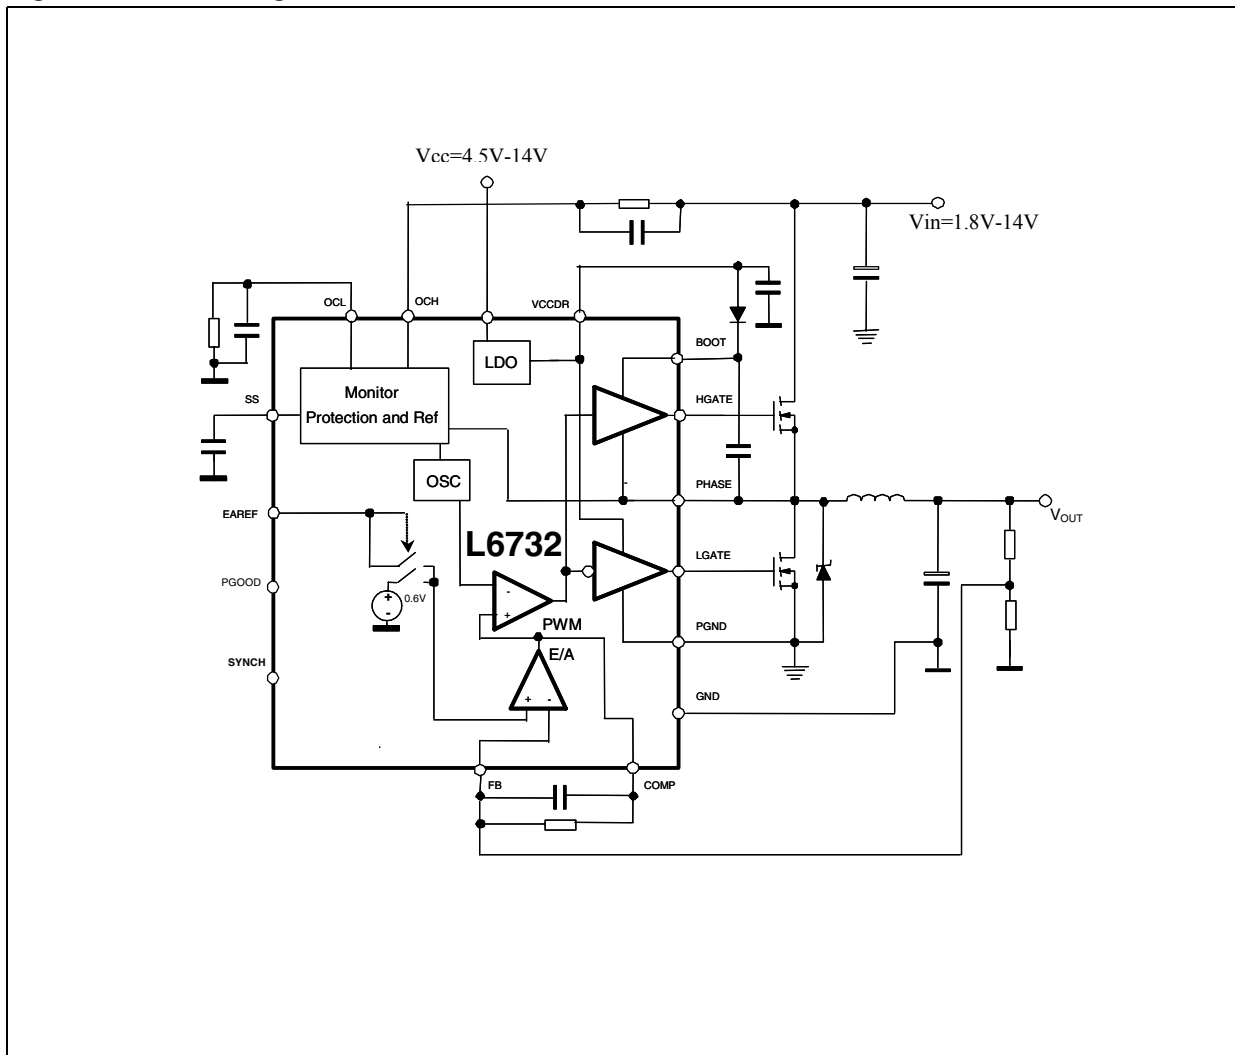 Vcc=4.5V-14V
Vin=1.8V-14V
OCL
OCH
VCCDR
BOOT
LDO
Monitor
Protection and Ref
SS
HGATE
-
OSC
PHASE
EAREF
VOUT
L6732
LGATE
PGOOD
+
-
0.6V
-
+
PWM
PGND
E/A
SYNCH
+ -
GND
FB
COMP